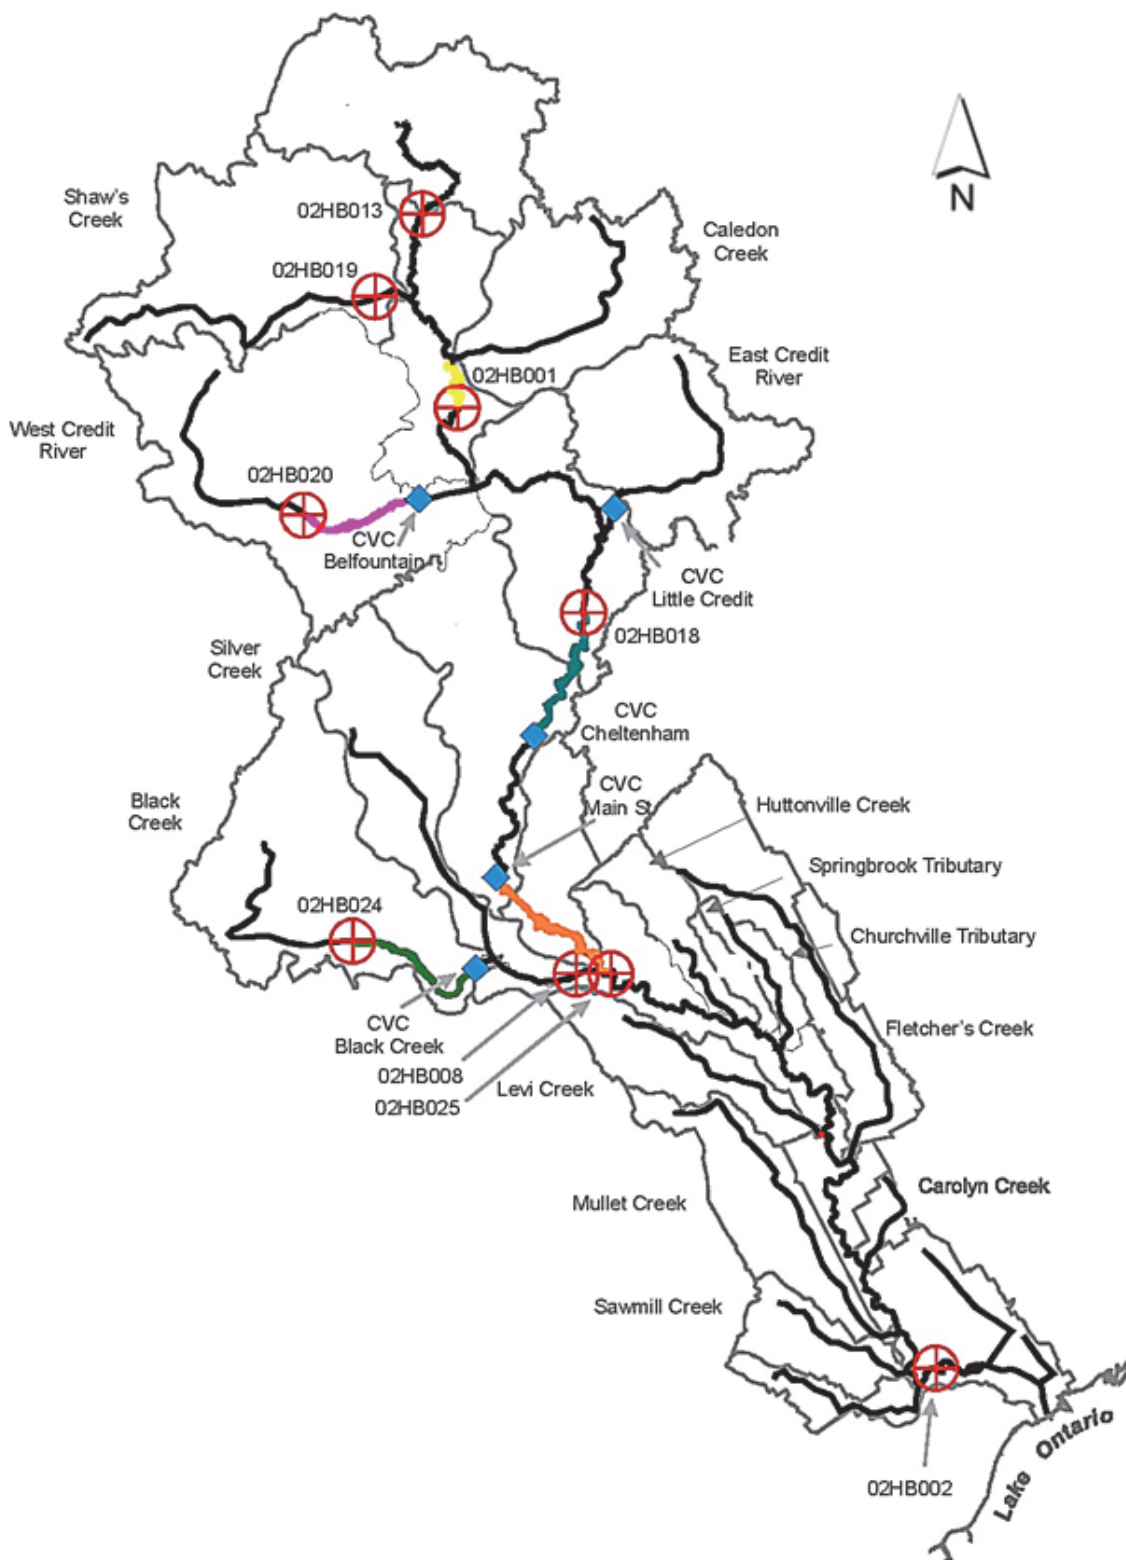 Shaw's
Creek
02HB013
N
Caledon
Creek
02HB019
East Credit
River
02HB001
West Credit
River
02HB020
CVC
Belfountain
CVC
Little Credit
02HB018
Silver
Creek
CVC
Cheltenham
CVC
Main St
Huttonville Creek
Black
Creek
Springbrook Tributary
02HB024
Churchville Tributary
CVC
Black Creek
Fletcher's Creek
02HB008
02HB025
Levi Creek
Carolyn Creek
Mullet Creek
Sawmill Creek
02HB002
Lake Ontario